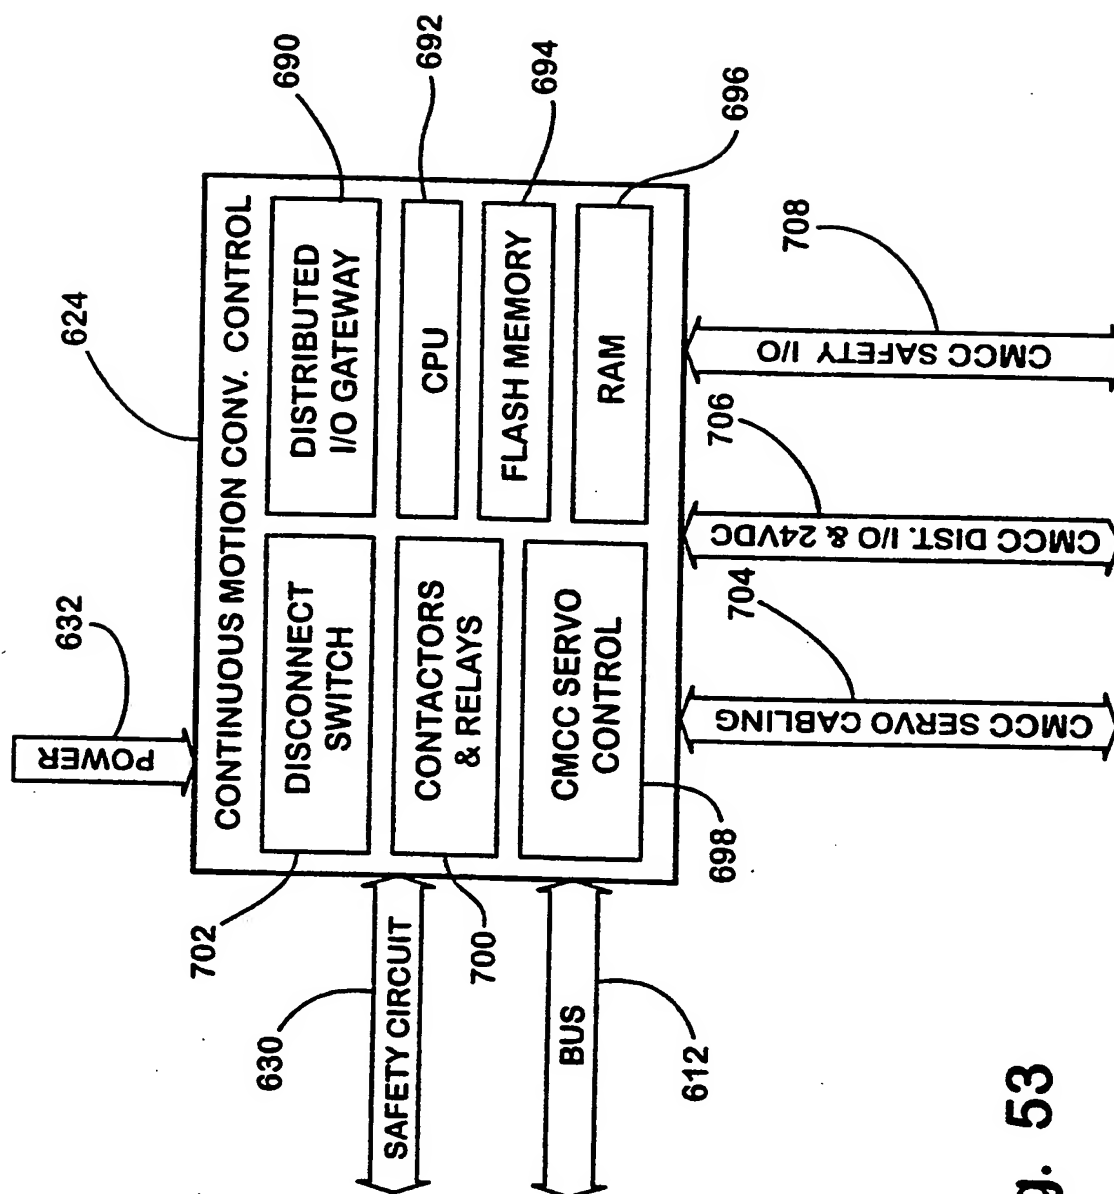 POWER
632
624
CONTINUOUS MOTION CONV. CONTROL
DISCONNECT
SWITCH
702
DISTRIBUTED
I/O GATEWAY
690
CONTACTORS
& RELAYS
700
CPU
692
FLASH MEMORY
694
CMCC SERVO
CONTROL
698
RAM
696
SAFETY CIRCUIT
630
BUS
612
CMCC SERVO CABLING
704
CMCC DIST. I/O & 24VDC
706
CMCC SAFETY I/O
708
g. 53